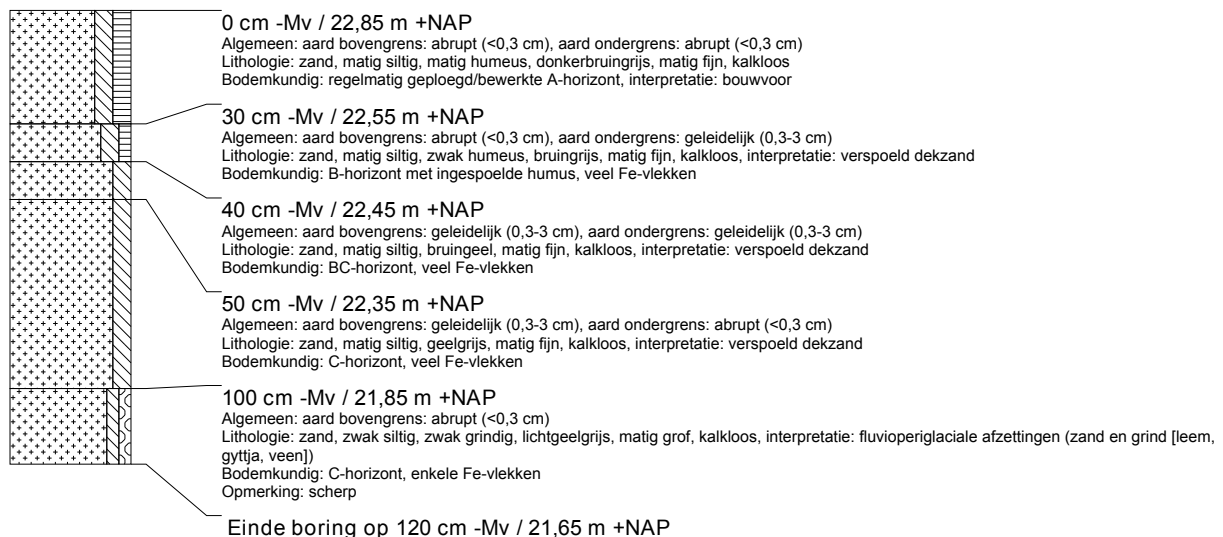 0 cm -Mv / 22,85 m +NAP
Algemeen: aard bovengrens: abrupt (<0,3 cm), aard ondergrens: abrupt (<0,3 cm)
Lithologie: zand, matig siltig, matig humeus, donkerbruingrijs, matig fijn, kalkloos
Bodemkundig: regelmatig geploegd/bewerkte A-horizont, interpretatie: bouwvoor
30 cm -Mv / 22,55 m +NAP
Algemeen: aard bovengrens: abrupt (<0,3 cm), aard ondergrens: geleidelijk (0,3-3 cm)
Lithologie: zand, matig siltig, zwak humeus, bruingrijs, matig fijn, kalkloos, interpretatie: verspoeld dekzand
Bodemkundig: B-horizont met ingespoelde humus, veel Fe-vlekken
40 cm -Mv / 22,45 m +NAP
Algemeen: aard bovengrens: geleidelijk (0,3-3 cm), aard ondergrens: geleidelijk (0,3-3 cm)
Lithologie: zand, matig siltig, bruingeel, matig fijn, kalkloos, interpretatie: verspoeld dekzand
Bodemkundig: BC-horizont, veel Fe-vlekken
50 cm -Mv / 22,35 m +NAP
Algemeen: aard bovengrens: geleidelijk (0,3-3 cm), aard ondergrens: abrupt (<0,3 cm)
Lithologie: zand, matig siltig, geelgrijs, matig fijn, kalkloos, interpretatie: verspoeld dekzand
Bodemkundig: C-horizont, veel Fe-vlekken
100 cm -Mv / 21,85 m +NAP
Algemeen: aard bovengrens: abrupt (<0,3 cm)
Lithologie: zand, zwak siltig, zwak grindig, lichtgeelgrijs, matig grof, kalkloos, interpretatie: fluvioperiglaciale afzettingen (zand en grind [leem,
gyttja, veen])
Bodemkundig: C-horizont, enkele Fe-vlekken
Opmerking: scherp
Einde boring op 120 cm -Mv / 21,65 m +NAP